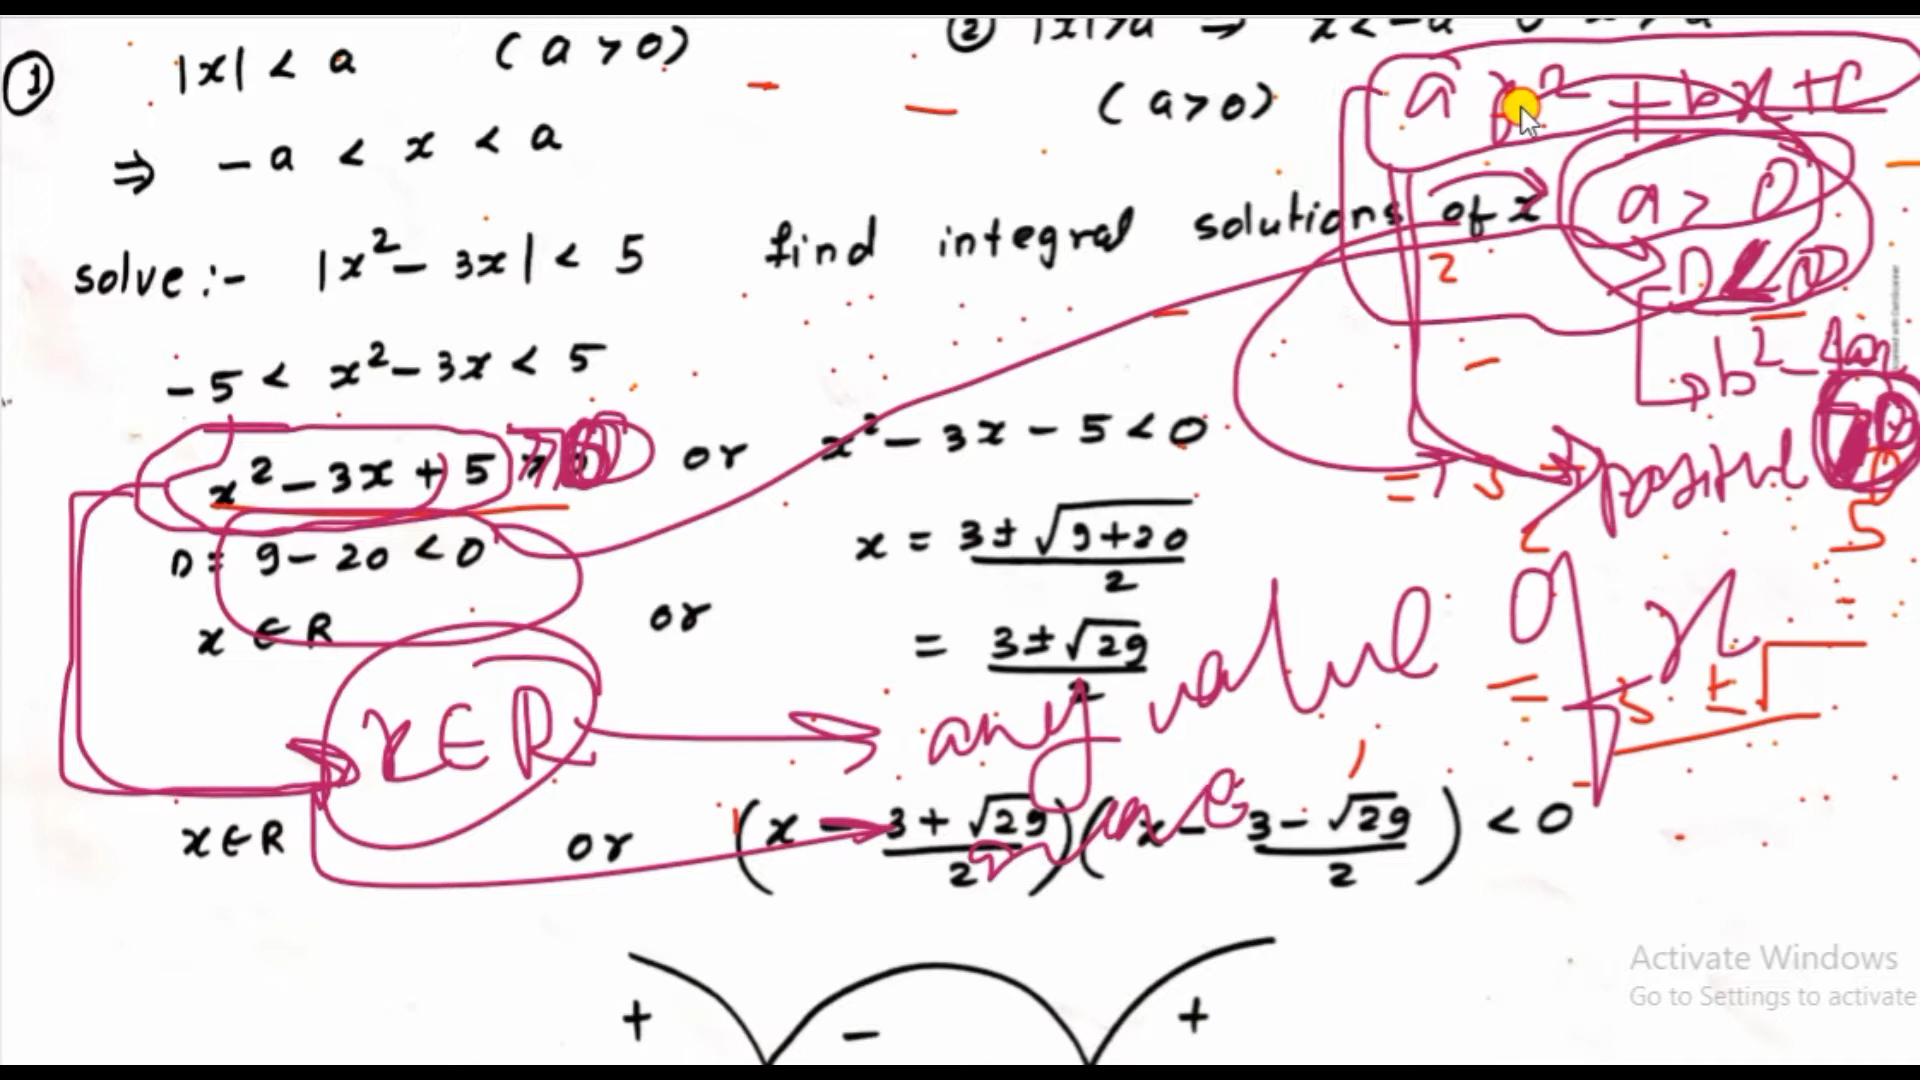 ① |x| < a (a > 0)
② |x| > a ⇒ x < -a U x > a
(a > 0)
ax² + bx + c
⇒ -a < x < a
a > 0
solve :- |x² - 3x| < 5 find integral solutions of x
D < 0
b² - 4ac
-5 < x² - 3x < 5
x² - 3x + 5 > 0 or x² - 3x - 5 < 0
positive
D = 9 - 20 < 0
x = 3 ± √9+20 / 2
x ∈ R or = 3 ± √29 / 2
any value of x
x ∈ R
x ∈ R or (x - 3 + √29 / 2) (x - 3 - √29 / 2) < 0
+ - +
Activate Windows
Go to Settings to activate